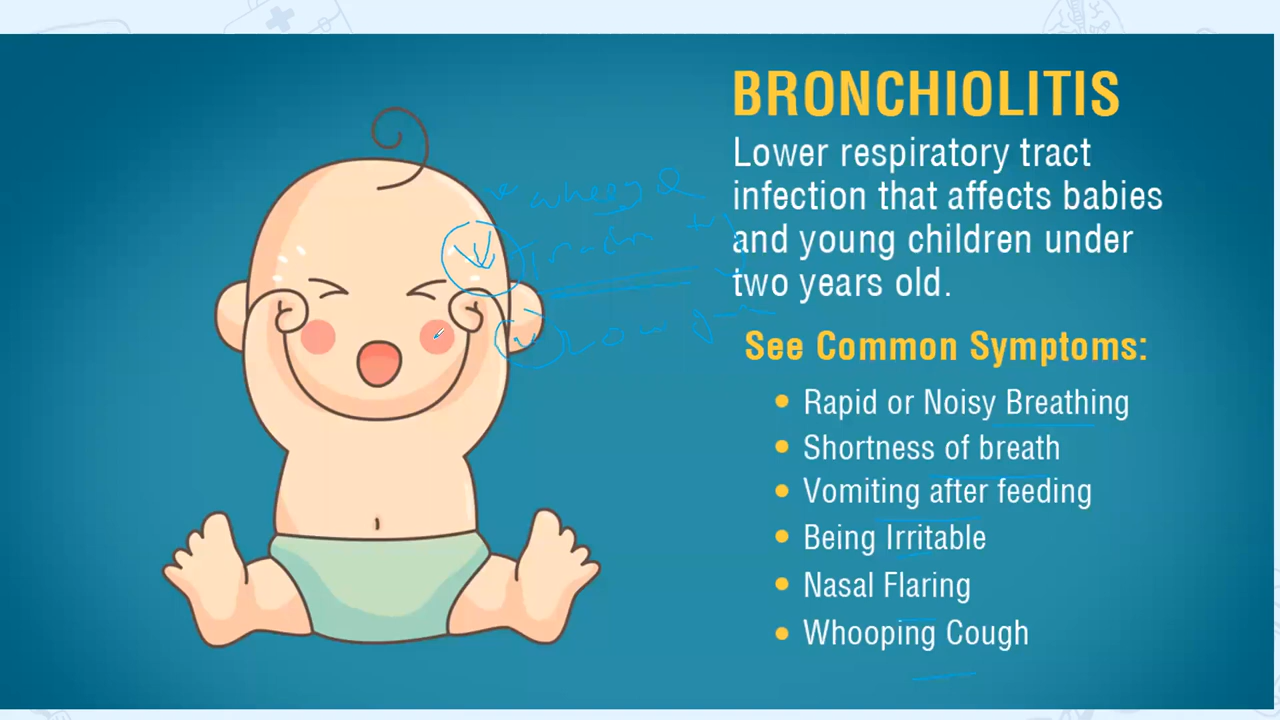 BRONCHIOLITIS
Lower respiratory tract
infection that affects babies
and young children under
two years old.
See Common Symptoms:
• Rapid or Noisy Breathing
• Shortness of breath
• Vomiting after feeding
• Being Irritable
• Nasal Flaring
• Whooping Cough